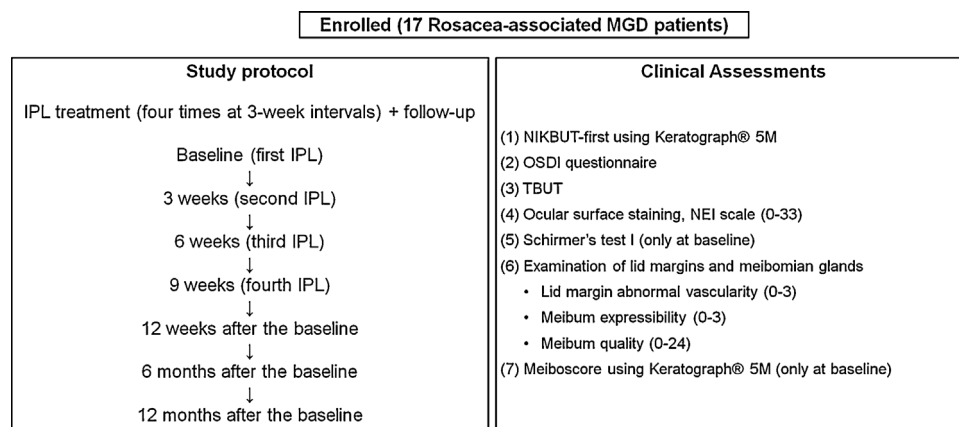 Enrolled (17 Rosacea-associated MGD patients)
Study protocol
IPL treatment (four times at 3-week intervals) + follow-up
Baseline (first IPL)
↓
3 weeks (second IPL)
↓
6 weeks (third IPL)
↓
9 weeks (fourth IPL)
↓
12 weeks after the baseline
↓
6 months after the baseline
↓
12 months after the baseline
Clinical Assessments
(1) NIKBUT-first using Keratograph® 5M
(2) OSDI questionnaire
(3) TBUT
(4) Ocular surface staining, NEI scale (0-33)
(5) Schirmer's test I (only at baseline)
(6) Examination of lid margins and meibomian glands
• Lid margin abnormal vascularity (0-3)
• Meibum expressibility (0-3)
• Meibum quality (0-24)
(7) Meiboscore using Keratograph® 5M (only at baseline)